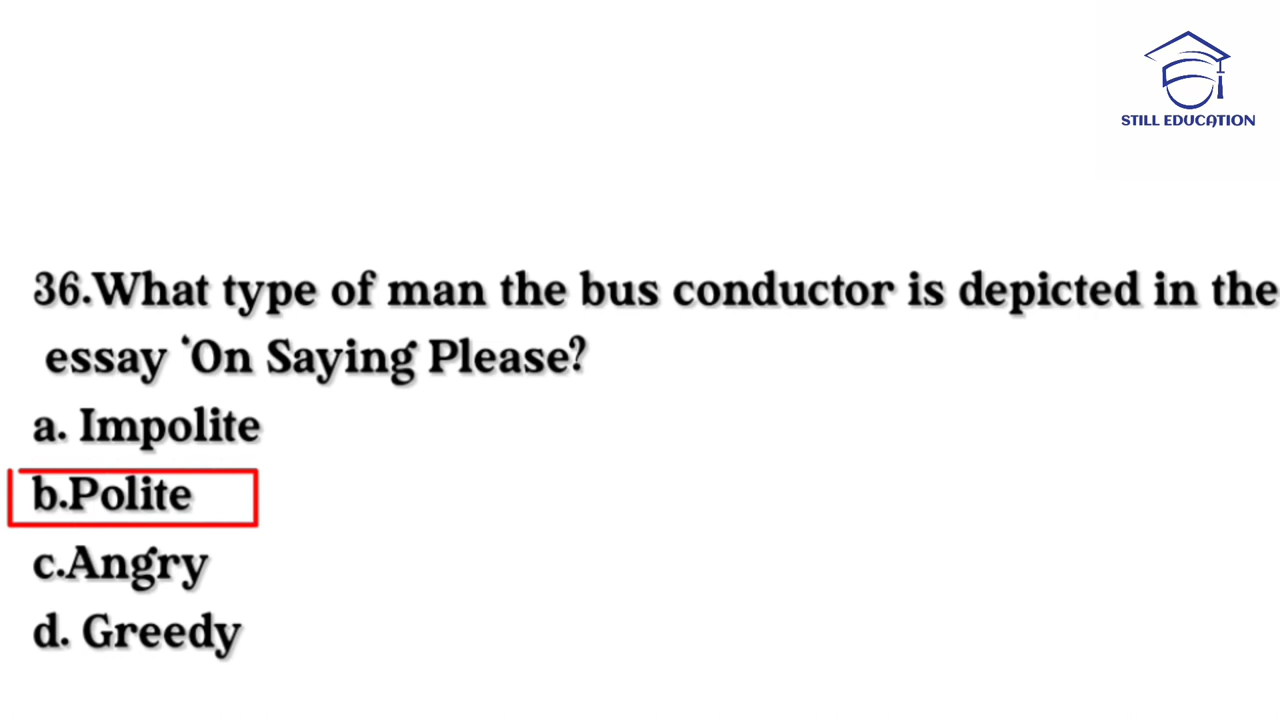 STILL EDUCATION
36.What type of man the bus conductor is depicted in the
essay ‘On Saying Please?
a. Impolite
b.Polite
c.Angry
d. Greedy